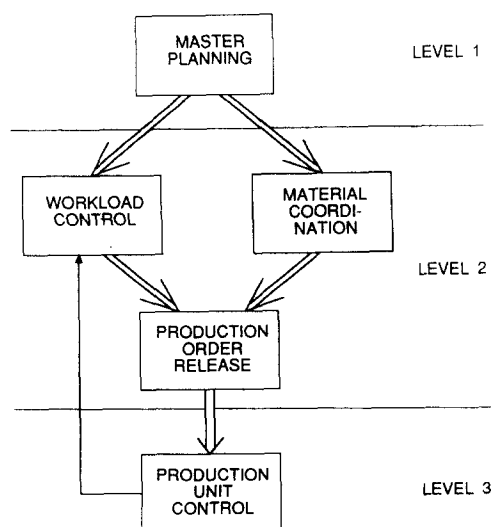 MASTER
PLANNING
LEVEL 1
WORKLOAD
CONTROL
MATERIAL
COORDI-
NATION
LEVEL 2
PRODUCTION
ORDER
RELEASE
PRODUCTION
UNIT
CONTROL
LEVEL 3